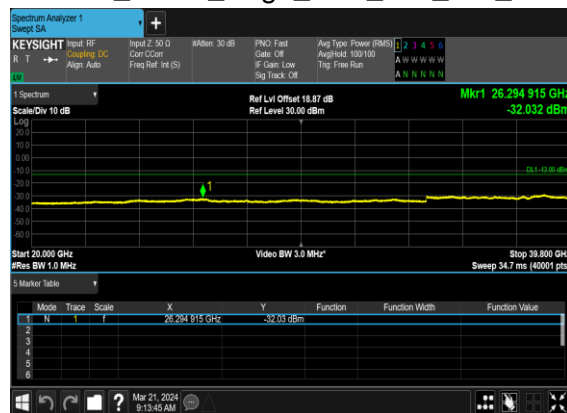 Spectrum Analyzer 1
Swept SA
KEYSIGHT
R T
Input: RF
Coupling: DC
Align: Auto
Input Z: 50 Ω
Corr CCorr
Freq Ref: Int (S)
#Atten: 30 dB
PNO: Fast
Gate: Off
IF Gain: Low
Sig Track: Off
Avg Type: Power (RMS)
Avg|Hold: 100/100
Trig: Free Run
1 2 3 4 5 6
A W W W W W
A N N N N N
1 Spectrum
Scale/Div 10 dB
Ref Lvl Offset 18.87 dB
Ref Level 30.00 dBm
Mkr1 26.294 915 GHz
-32.032 dBm
Log
20.0
10.0
0.00
-10.0
-20.0
-30.0
-40.0
-50.0
-60.0
DL1 -13.00 dBm
1
Start 20.000 GHz
#Res BW 1.0 MHz
Video BW 3.0 MHz*
Stop 39.800 GHz
Sweep 34.7 ms (40001 pts)
5 Marker Table
Mode Trace Scale X Y Function Function Width Function Value
1 N 1 f 26.294 915 GHz -32.03 dBm
2
3
4
5
6
Mar 21, 2024
9:13:45 AM